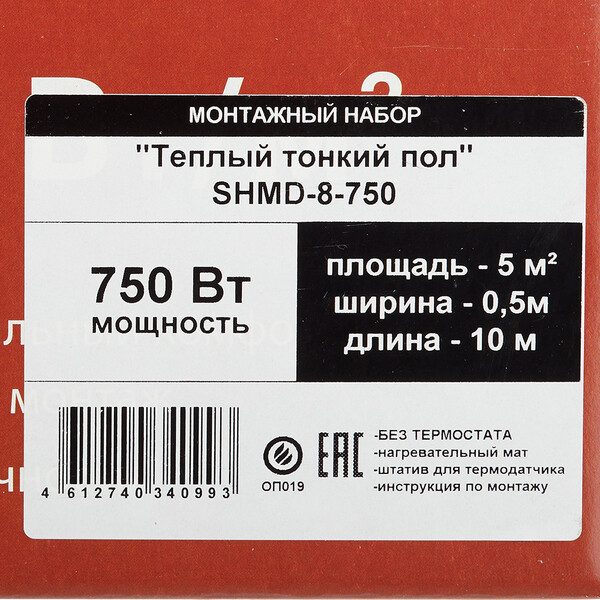 МОНТАЖНЫЙ НАБОР
"Теплый тонкий пол"
SHMD-8-750
750 Вт
мощность
площадь - 5 м²
ширина - 0,5м
длина - 10 м
4 612740 340993
ОП019
EAC
-БЕЗ ТЕРМОСТАТА
-нагревательный мат
-штатив для термодатчика
-инструкция по монтажу